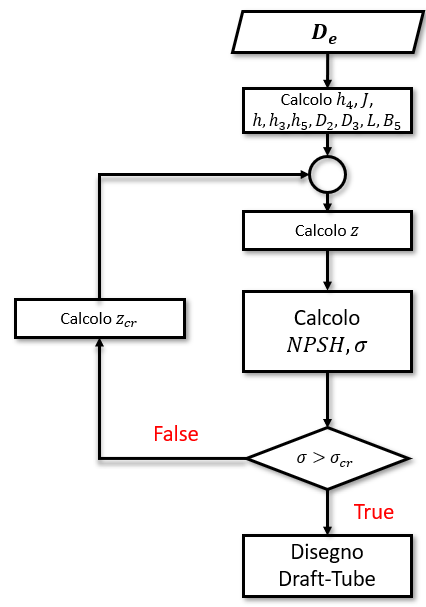 D_e
Calcolo h_4, J,
h, h_3, h_5, D_2, D_3, L, B_5
Calcolo z
Calcolo z_cr
Calcolo
NPSH, σ
False
σ > σ_cr
True
Disegno
Draft-Tube